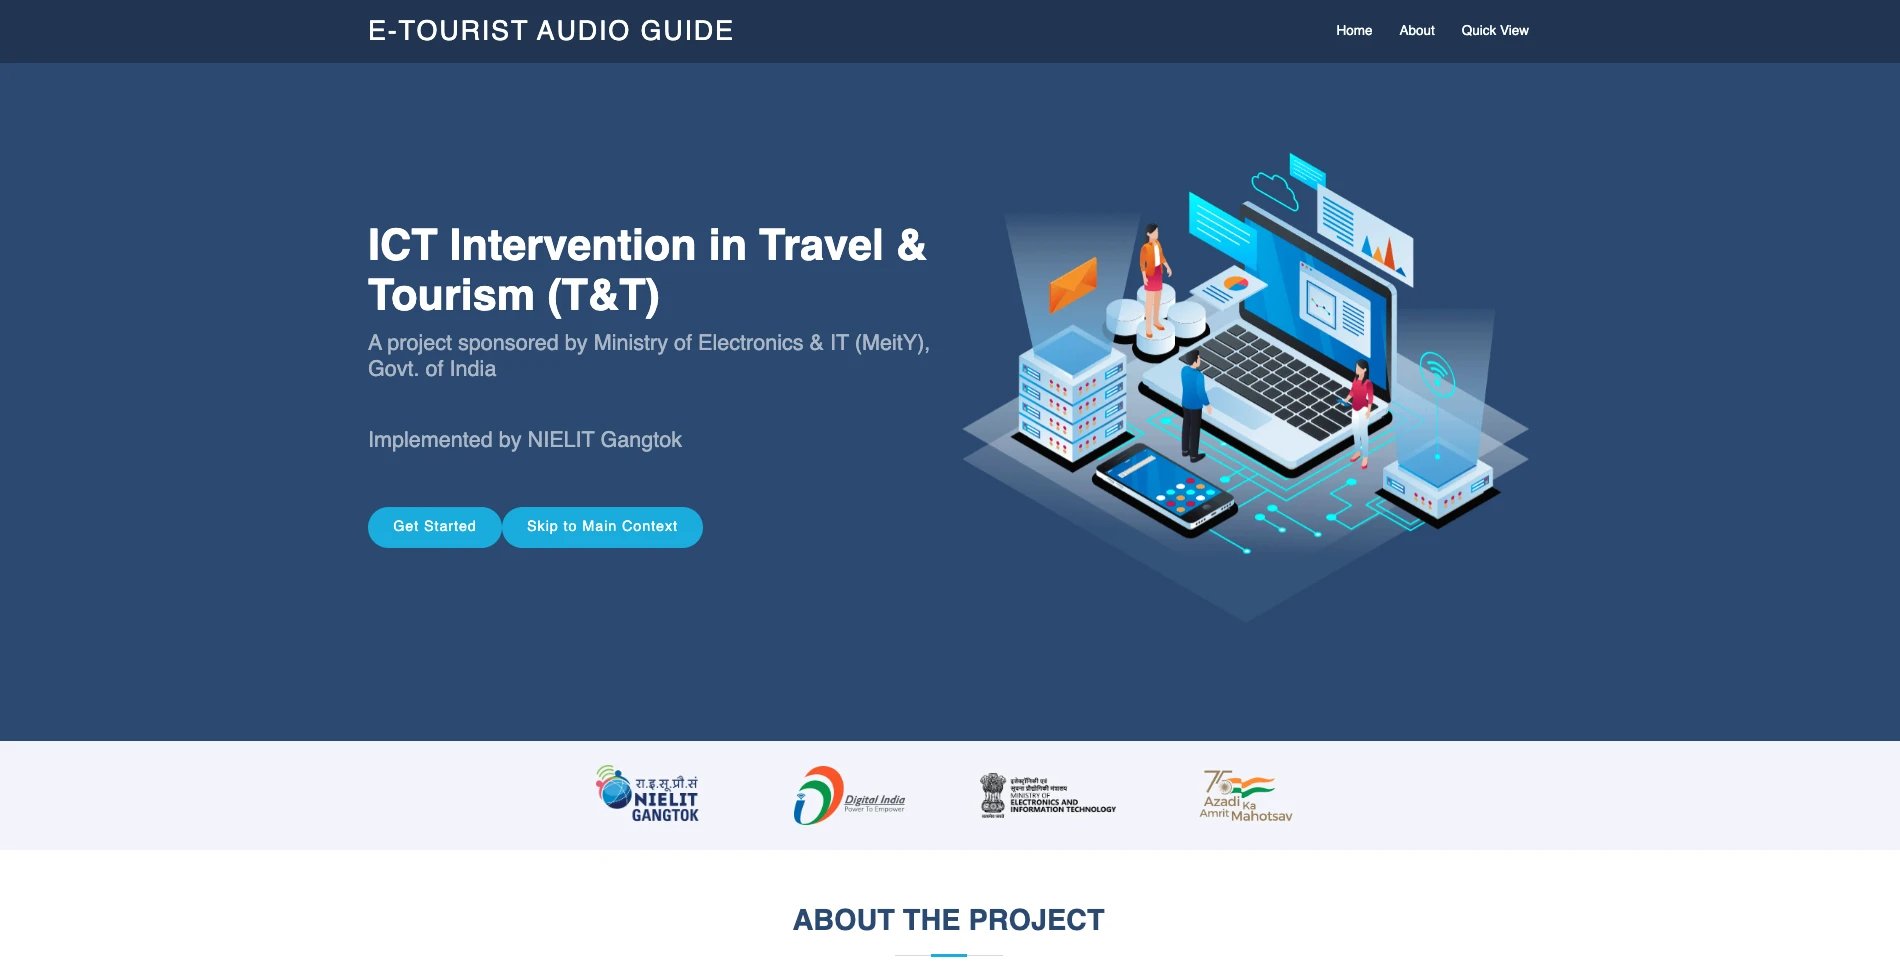 E-TOURIST AUDIO GUIDE
Home
About
Quick View
ICT Intervention in Travel &
Tourism (T&T)
A project sponsored by Ministry of Electronics & IT (MeitY),
Govt. of India
Implemented by NIELIT Gangtok
Get Started
Skip to Main Context
रा.इ.सू.प्रौ.सं
NIELIT
GANGTOK
Digital India
Power To Empower
इलेक्ट्रॉनिकी एवं
सूचना प्रौद्योगिकी मंत्रालय
MINISTRY OF
ELECTRONICS AND
INFORMATION TECHNOLOGY
सत्यमेव जयते
75
Azadi Ka
Amrit Mahotsav
ABOUT THE PROJECT